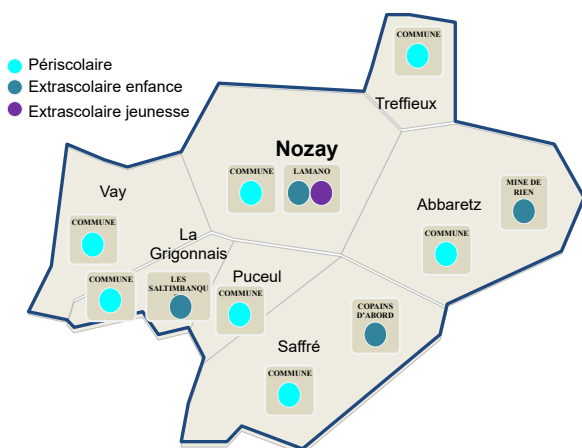 Périscolaire
Extrascolaire enfance
Extrascolaire jeunesse
COMMUNE
Treffieux
Nozay
COMMUNE
LAMANO
MINE DE
RIEN
Vay
Abbaretz
COMMUNE
COMMUNE
La
Grigonnais
COMMUNE
LES
SALTIMBANQU
Puceul
COMMUNE
COPAINS
D'ABORD
Saffré
COMMUNE